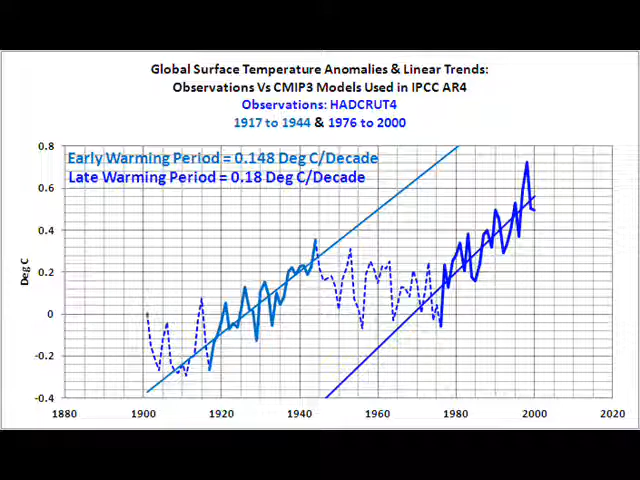 Global Surface Temperature Anomalies & Linear Trends:
Observations Vs CMIP3 Models Used in IPCC AR4
Observations: HADCRUT4
1917 to 1944 & 1976 to 2000
Early Warming Period = 0.148 Deg C/Decade
Late Warming Period = 0.18 Deg C/Decade
Deg C
0.8
0.6
0.4
0.2
0
-0.2
-0.4
1880 1900 1920 1940 1960 1980 2000 2020